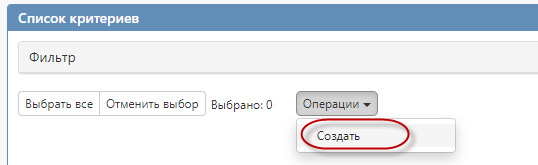 Список критериев
Фильтр
Выбрать все Отменить выбор Выбрано: 0 Операции
Создать